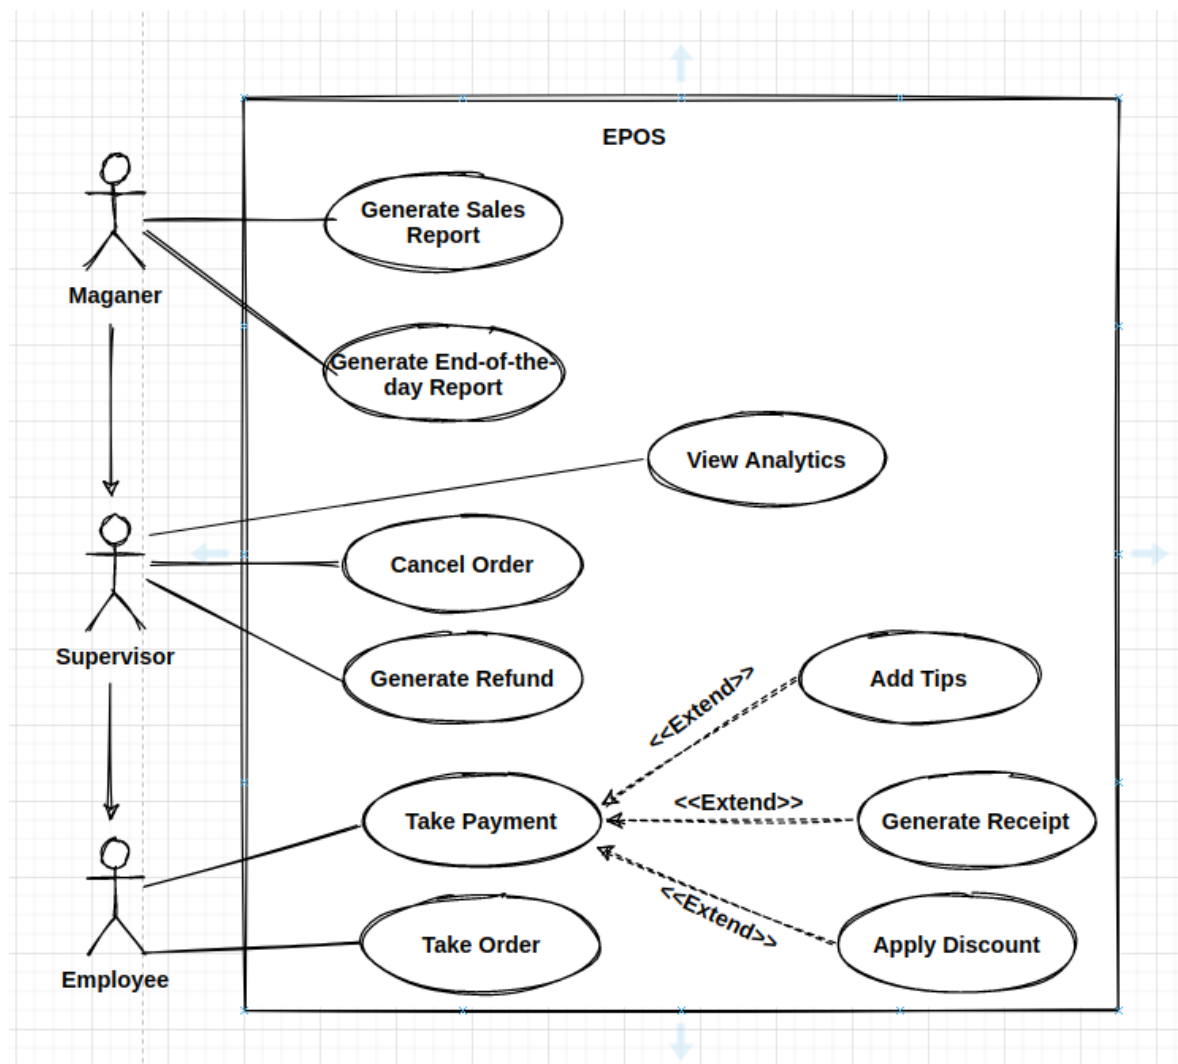 EPOS
Generate Sales
Report
Maganer
Generate End-of-the-
day Report
View Analytics
Cancel Order
Supervisor
Generate Refund
Add Tips
<<Extend>>
Take Payment
<<Extend>>
Generate Receipt
<<Extend>>
Take Order
Apply Discount
Employee